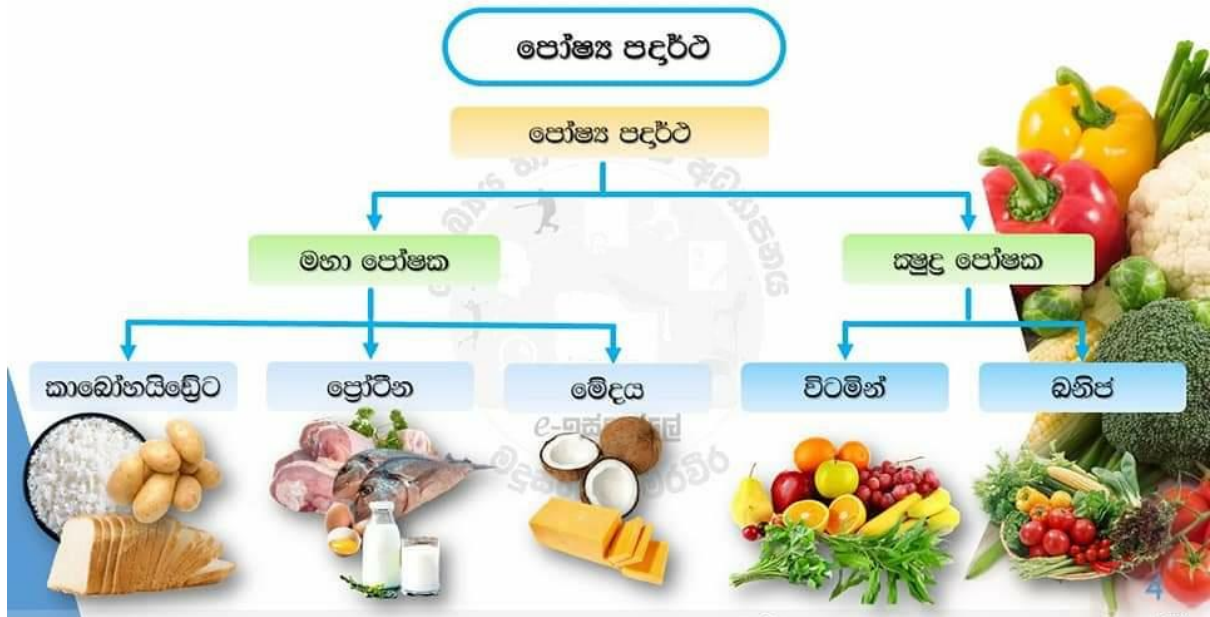 පෝෂ්‍ය පදාර්ථ
පෝෂ්‍ය පදාර්ථ
මහා පෝෂක
ක්‍ෂුද්‍ර පෝෂක
කාබෝහයිඩ්‍රේට
ප්‍රෝටීන
මේදය
විටමින්
ඛනිජ
4